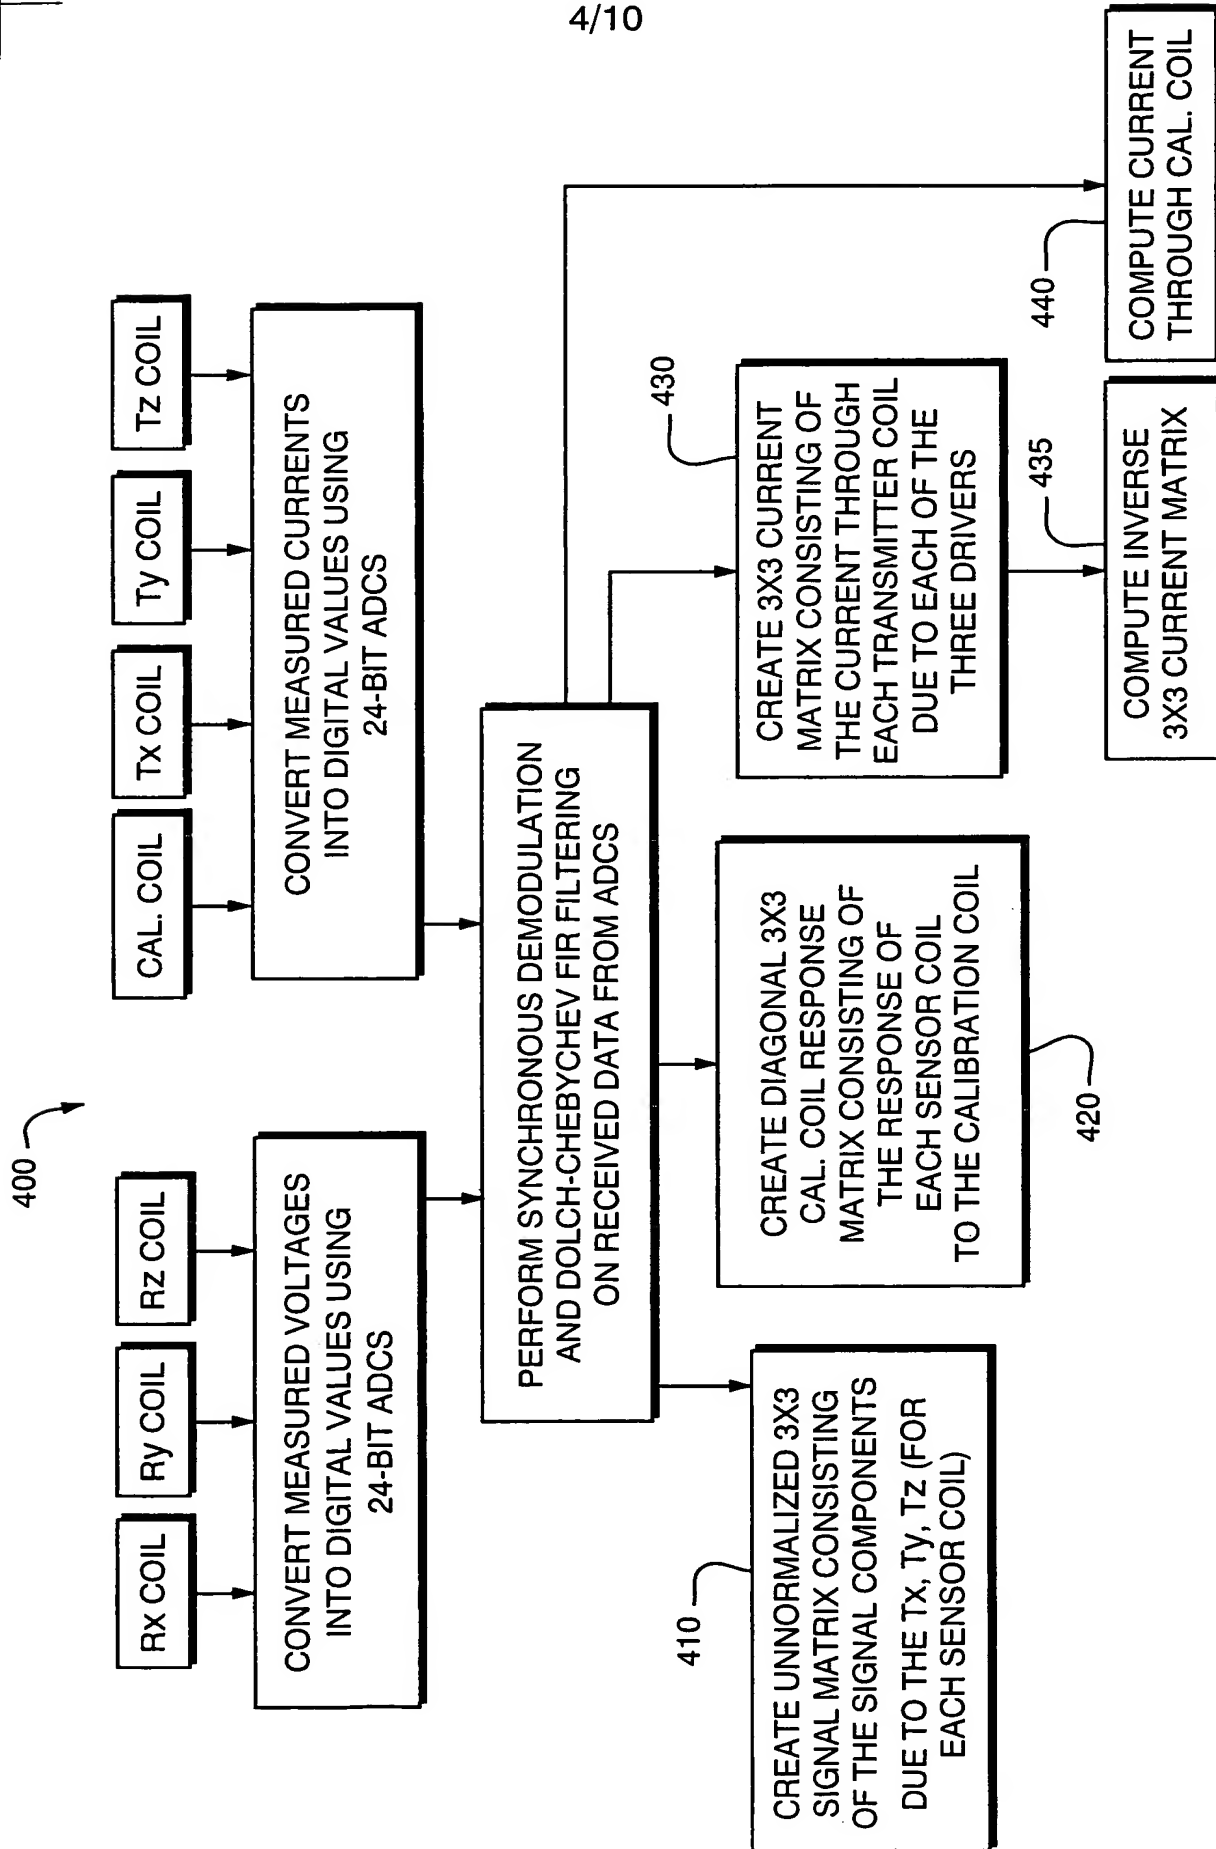 4/10
400
Rx COIL
Ry COIL
Rz COIL
CAL. COIL
Tx COIL
Ty COIL
Tz COIL
CONVERT MEASURED VOLTAGES
INTO DIGITAL VALUES USING
24-BIT ADCS
CONVERT MEASURED CURRENTS
INTO DIGITAL VALUES USING
24-BIT ADCS
PERFORM SYNCHRONOUS DEMODULATION
AND DOLCH-CHEBYCHEV FIR FILTERING
ON RECEIVED DATA FROM ADCS
410
CREATE UNNORMALIZED 3X3
SIGNAL MATRIX CONSISTING
OF THE SIGNAL COMPONENTS
DUE TO THE Tx, Ty, Tz (FOR
EACH SENSOR COIL)
CREATE DIAGONAL 3X3
CAL. COIL RESPONSE
MATRIX CONSISTING OF
THE RESPONSE OF
EACH SENSOR COIL
TO THE CALIBRATION COIL
420
430
CREATE 3X3 CURRENT
MATRIX CONSISTING OF
THE CURRENT THROUGH
EACH TRANSMITTER COIL
DUE TO EACH OF THE
THREE DRIVERS
435
COMPUTE INVERSE
3X3 CURRENT MATRIX
440
COMPUTE CURRENT
THROUGH CAL. COIL